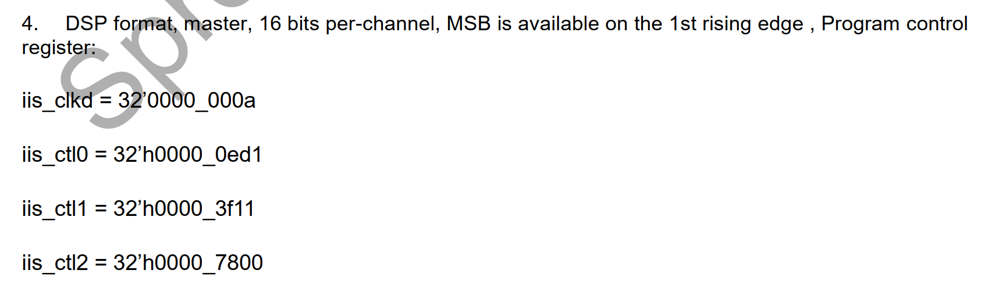 4. DSP format, master, 16 bits per-channel, MSB is available on the 1st rising edge , Program control
register:
iis_clkd = 32’0000_000a
iis_ctl0 = 32’h0000_0ed1
iis_ctl1 = 32’h0000_3f11
iis_ctl2 = 32’h0000_7800